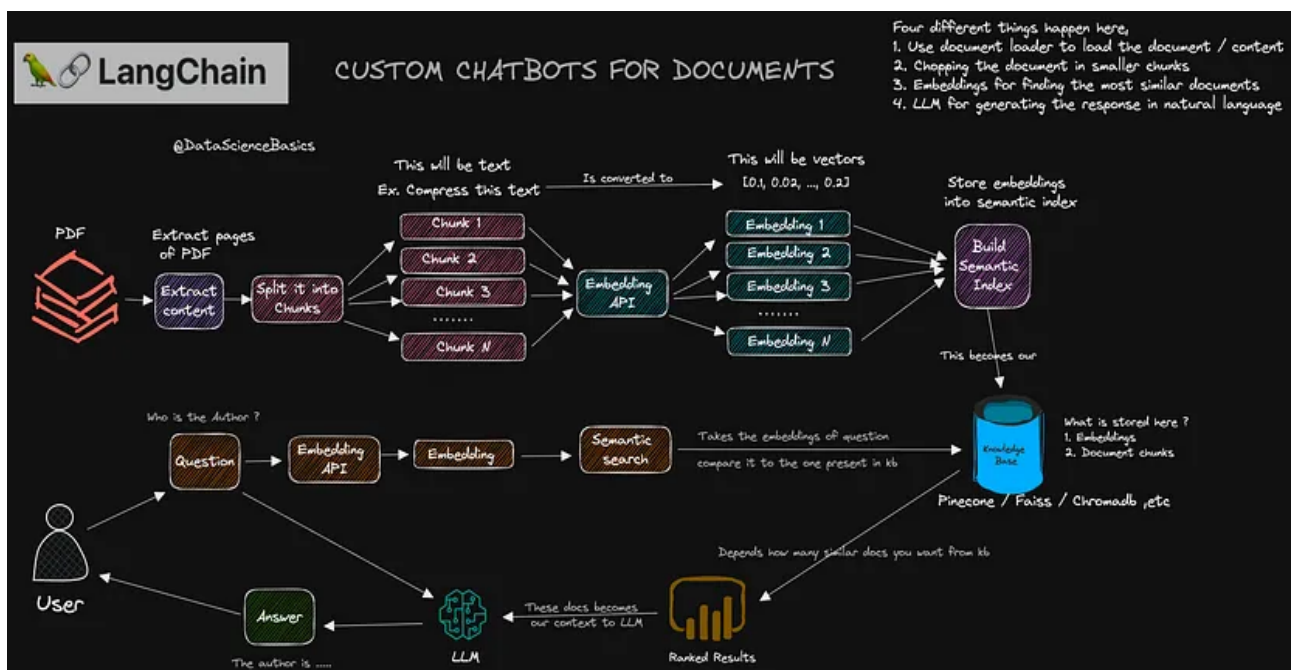 LangChain
CUSTOM CHATBOTS FOR DOCUMENTS
Four different things happen here,
1. Use document loader to load the document / content
2. Chopping the document in smaller chunks
3. Embeddings for finding the most similar documents
4. LLM for generating the response in natural language
@DataScienceBasics
This will be text
Ex. Compress this text
Is converted to
This will be vectors
[0.1, 0.02, ..., 0.2]
Store embeddings
into semantic index
PDF
Extract pages
of PDF
Extract
content
Split it into
Chunks
Chunk 1
Chunk 2
Chunk 3
.......
Chunk N
Embedding
API
Embedding 1
Embedding 2
Embedding 3
.......
Embedding N
Build
Semantic
Index
This becomes our
Who is the Author ?
Question
Embedding
API
Embedding
Semantic
search
Takes the embeddings of question
compare it to the one present in kb
Knowledge
Base
What is stored here ?
1. Embeddings
2. Document chunks
Pinecone / Faiss / Chromadb ,etc
Depends how many similar docs you want from kb
User
Answer
The author is .....
LLM
These docs becomes
our context to LLM
Ranked Results